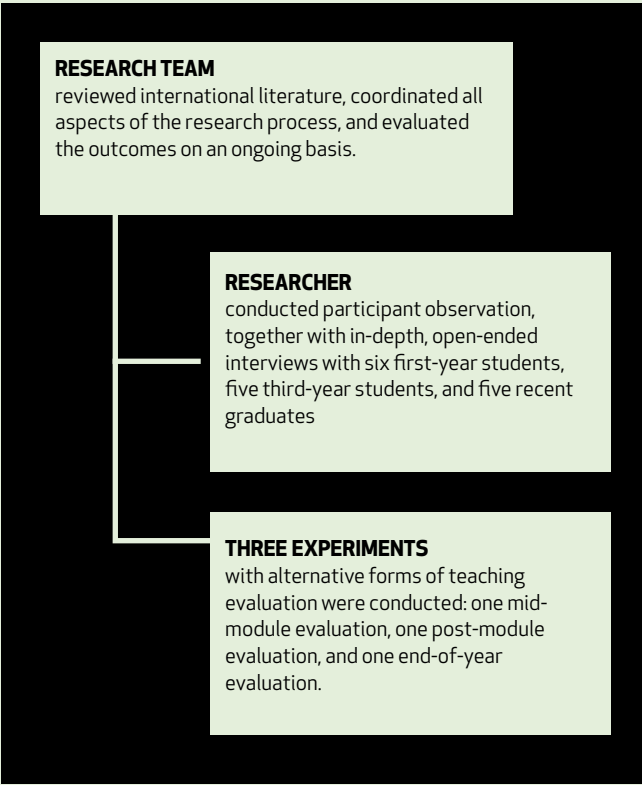 RESEARCH TEAM
reviewed international literature, coordinated all
aspects of the research process, and evaluated
the outcomes on an ongoing basis.
RESEARCHER
conducted participant observation,
together with in-depth, open-ended
interviews with six first-year students,
five third-year students, and five recent
graduates
THREE EXPERIMENTS
with alternative forms of teaching
evaluation were conducted: one mid-
module evaluation, one post-module
evaluation, and one end-of-year
evaluation.